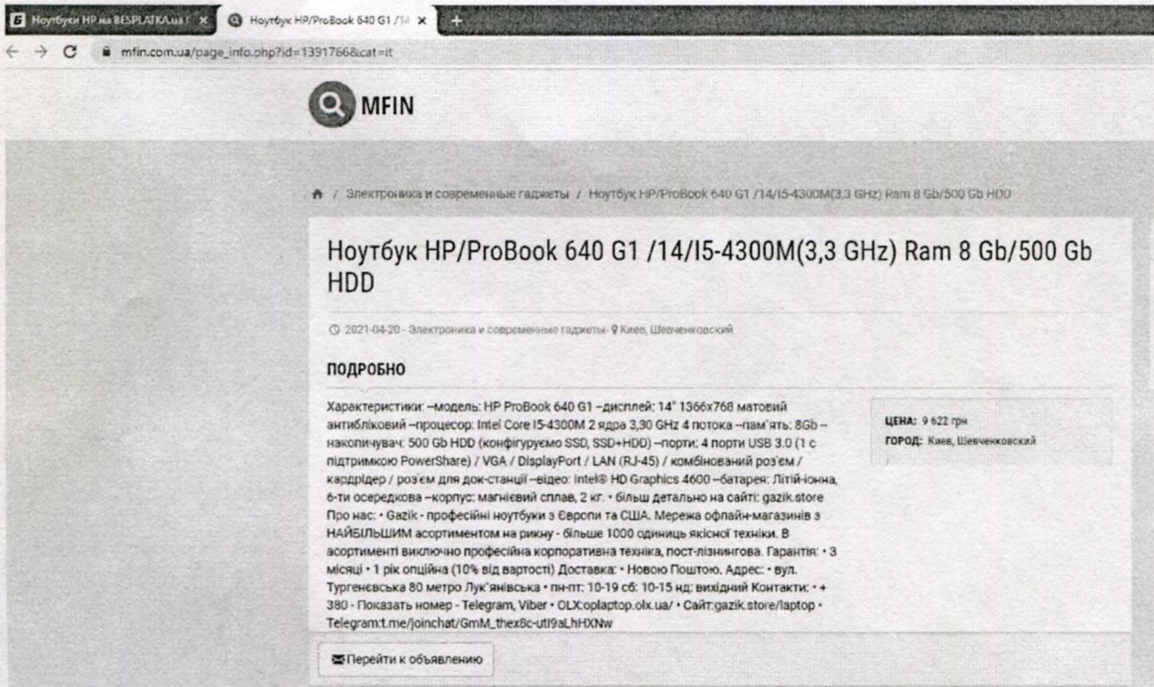 Ноутбуки HP на BESPLATKA.ua
Ноутбук HP/ProBook 640 G1 /14
mfin.com.ua/page_info.php?id=1391766&cat=it
MFIN
/ Электроника и современные гаджеты / Ноутбук HP/ProBook 640 G1 /14/I5-4300M(3,3 GHz) Ram 8 Gb/500 Gb HDD
Ноутбук HP/ProBook 640 G1 /14/I5-4300M(3,3 GHz) Ram 8 Gb/500 Gb
HDD
2021-04-20 - Электроника и современные гаджеты- Киев, Шевченковский
ПОДРОБНО
Характеристики: –модель: HP ProBook 640 G1 –дисплей: 14" 1366x768 матовий
антибліковий –процесор: Intel Core I5-4300M 2 ядра 3,30 GHz 4 потока –пам'ять: 8Gb –
накопичувач: 500 Gb HDD (конфігуруємо SSD, SSD+HDD) –порти: 4 порти USB 3.0 (1 с
підтримкою PowerShare) / VGA / DisplayPort / LAN (RJ-45) / комбінований роз'єм /
кардрідер / роз'єм для док-станції –відео: Intel® HD Graphics 4600 –батарея: Літій-іонна,
6-ти осередкова –корпус: магнієвий сплав, 2 кг. • більш детально на сайті: gazik.store
Про нас: • Gazik - професійні ноутбуки з Європи та США. Мережа офлайн-магазинів з
НАЙБІЛЬШИМ асортиментом на рикну - більше 1000 одиниць якісної техніки. В
асортименті виключно професійна корпоративна техніка, пост-лізнингова. Гарантія: • 3
місяці • 1 рік опційна (10% від вартості) Доставка: • Новою Поштою. Адрес: • вул.
Тургенєвська 80 метро Лук'янівська • пн-пт: 10-19 сб: 10-15 нд: вихідний Контакти: • +
380 - Показать номер - Telegram, Viber • OLX:oplaptop.olx.ua/ • Сайт:gazik.store/laptop •
Telegram:t.me/joinchat/GmM_thex8c-utI9aLhHXNw
ЦЕНА: 9 622 грн
ГОРОД: Киев, Шевченковский
Перейти к объявлению